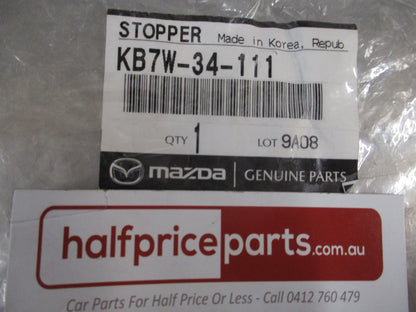 STOPPER Made in Korea, Repub
KB7W-34-111
QTY 1 LOT 9A08
mazda GENUINE PARTS
halfpriceparts.com.au
Car Parts For Half Price Or Less - Call 0412 760 479